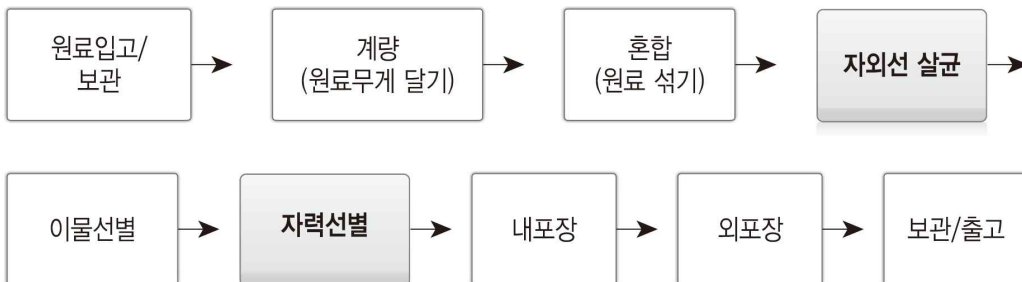 원료입고/
보관
계량
(원료무게 달기)
혼합
(원료 섞기)
자외선 살균
이물선별
자력선별
내포장
외포장
보관/출고